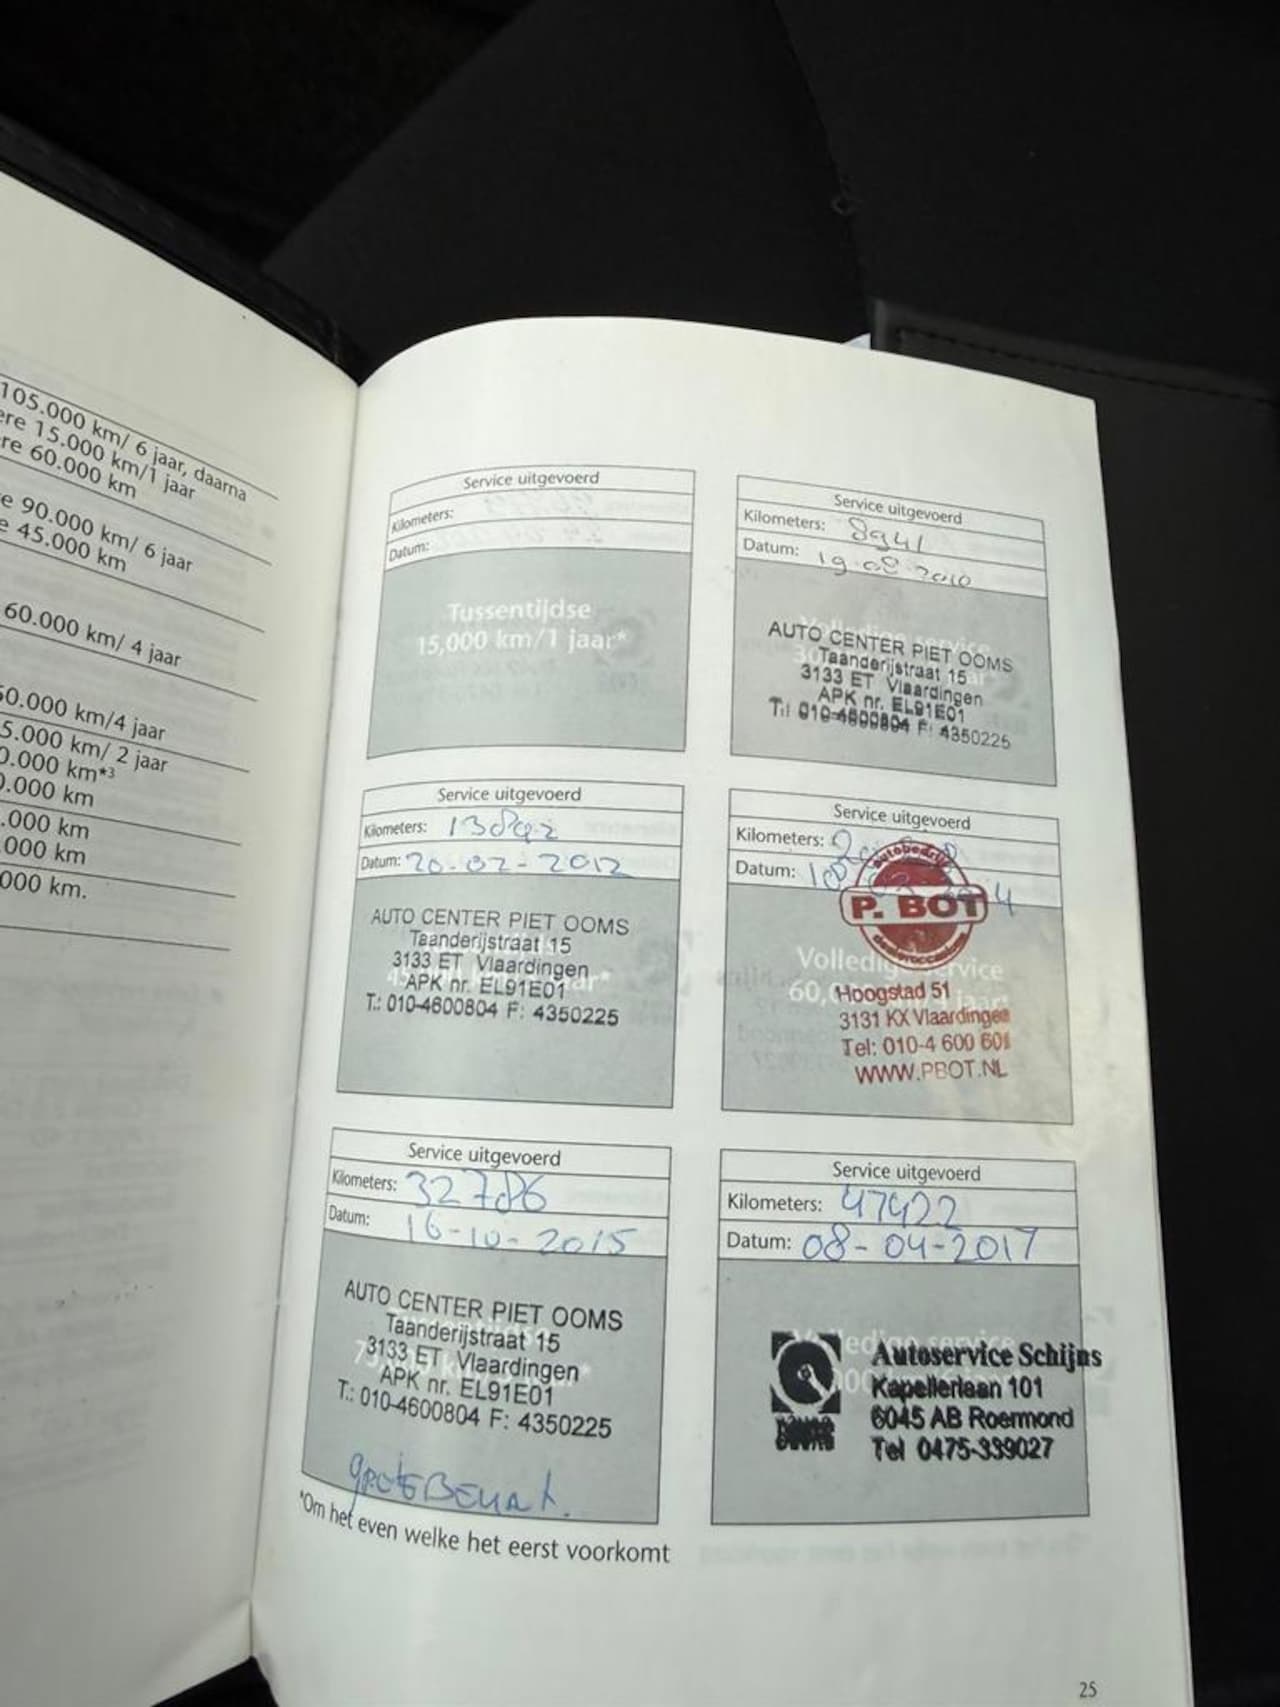 105.000 km/ 6 jaar, daarna
ere 15.000 km/1 jaar
re 60.000 km
e 90.000 km/ 6 jaar
45.000 km
60.000 km/ 4 jaar
60.000 km/4 jaar
5.000 km/ 2 jaar
0.000 km*3
0.000 km
.000 km
000 km
000 km.
Service uitgevoerd
Kilometers:
Datum:
Tussentijdse
15,000 km/1 jaar*
Service uitgevoerd
Kilometers: 8941
Datum: 19-08-2010
AUTO CENTER PIET OOMS
Taanderijstraat 15
3133 ET Vlaardingen
APK nr. EL91E01
T.: 010-4600804 F: 4350225
Service uitgevoerd
Kilometers: 13892
Datum: 20-02-2012
AUTO CENTER PIET OOMS
Taanderijstraat 15
3133 ET Vlaardingen
APK nr. EL91E01
T.: 010-4600804 F: 4350225
Service uitgevoerd
Kilometers:
Datum:
autobedrijf
P. BOT
Volledige service
60,
Hoogstad 51
3131 KX Vlaardingen
Tel: 010-4 600 601
WWW.PBOT.NL
Service uitgevoerd
Kilometers: 32786
Datum: 16-10-2015
AUTO CENTER PIET OOMS
Taanderijstraat 15
3133 ET Vlaardingen
APK nr. EL91E01
T.: 010-4600804 F: 4350225
grote Beurt.
Service uitgevoerd
Kilometers: 47422
Datum: 08-04-2017
Volledige service
Autoservice Schijns
Kapellerlaan 101
6045 AB Roermond
Tel 0475-339027
*Om het even welke het eerst voorkomt
25